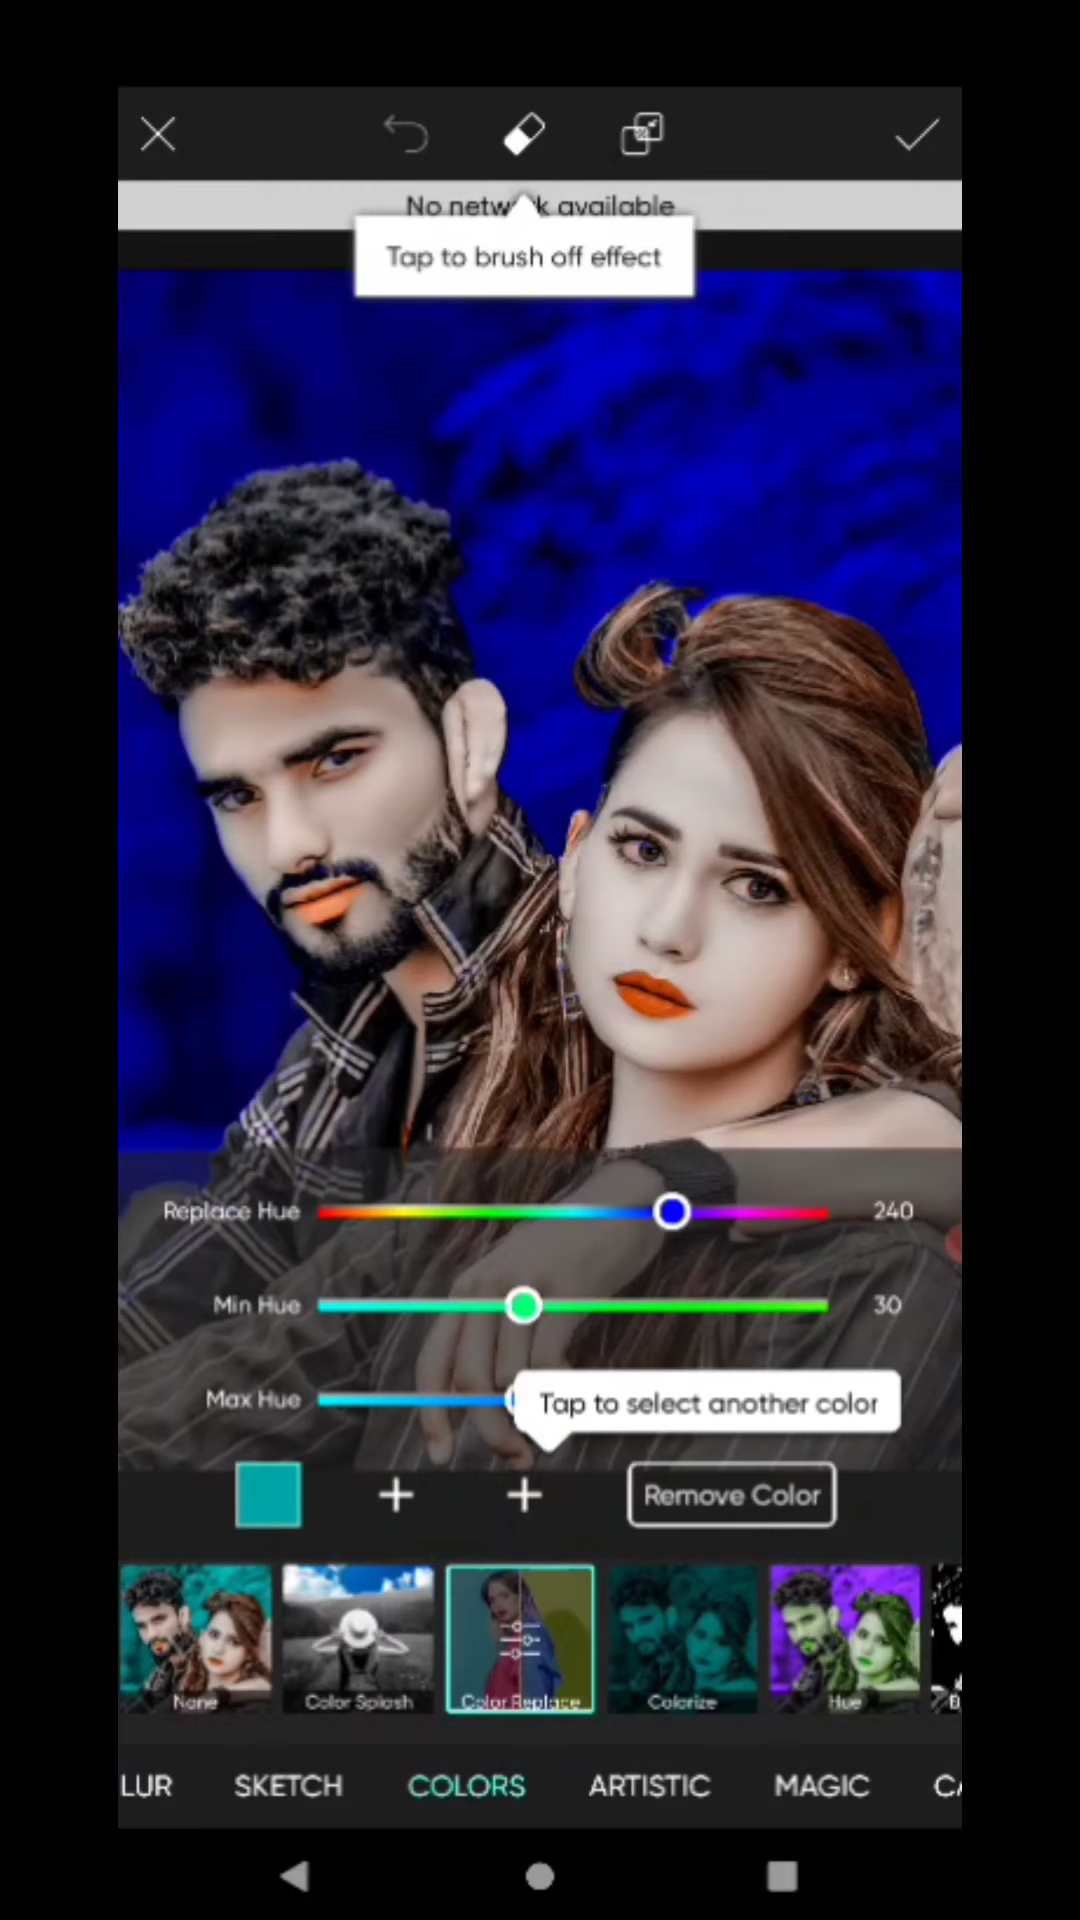 No netw k available
Tap to brush off effect
Replace Hue 240
Min Hue 30
Max Hue
Tap to select another color
Remove Color
None Color Splash Color Replace Colorize Hue
LUR SKETCH COLORS ARTISTIC MAGIC CA